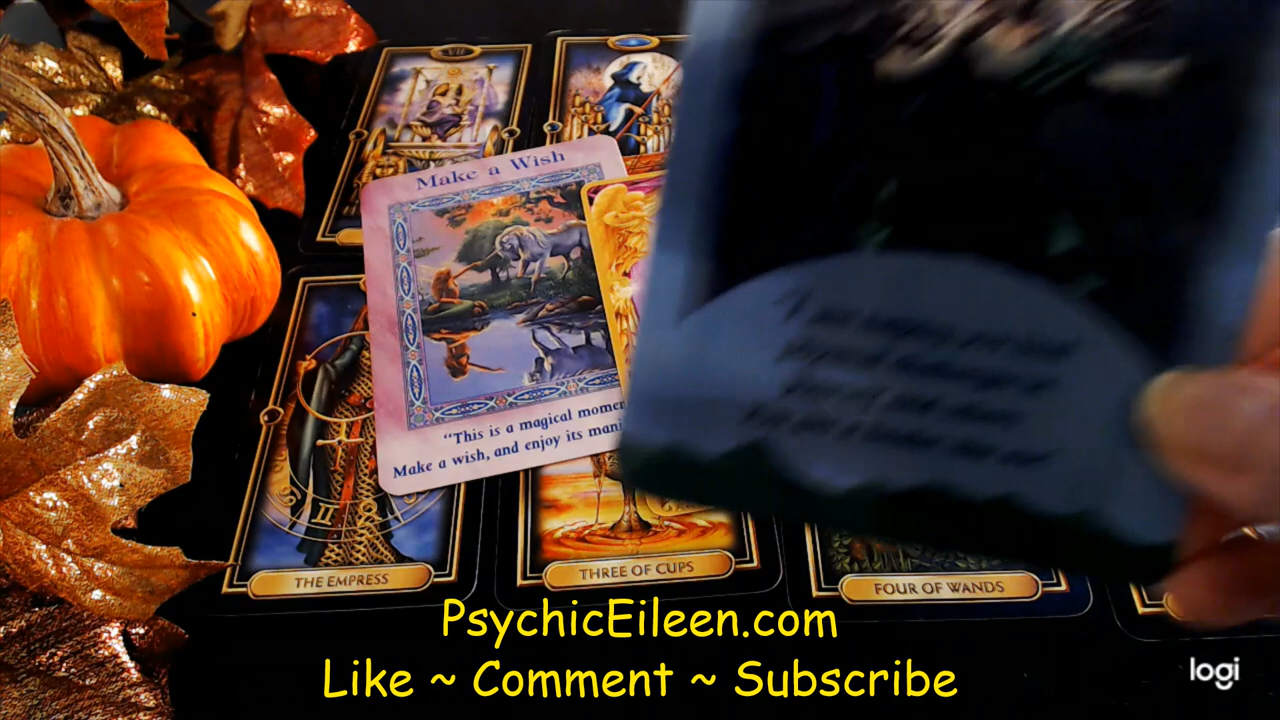 VII
Make a Wish
"This is a magical momen
Make a wish, and enjoy its mani
THE EMPRESS
THREE OF CUPS
FOUR OF WANDS
PsychicEileen.com
Like ~ Comment ~ Subscribe
logi